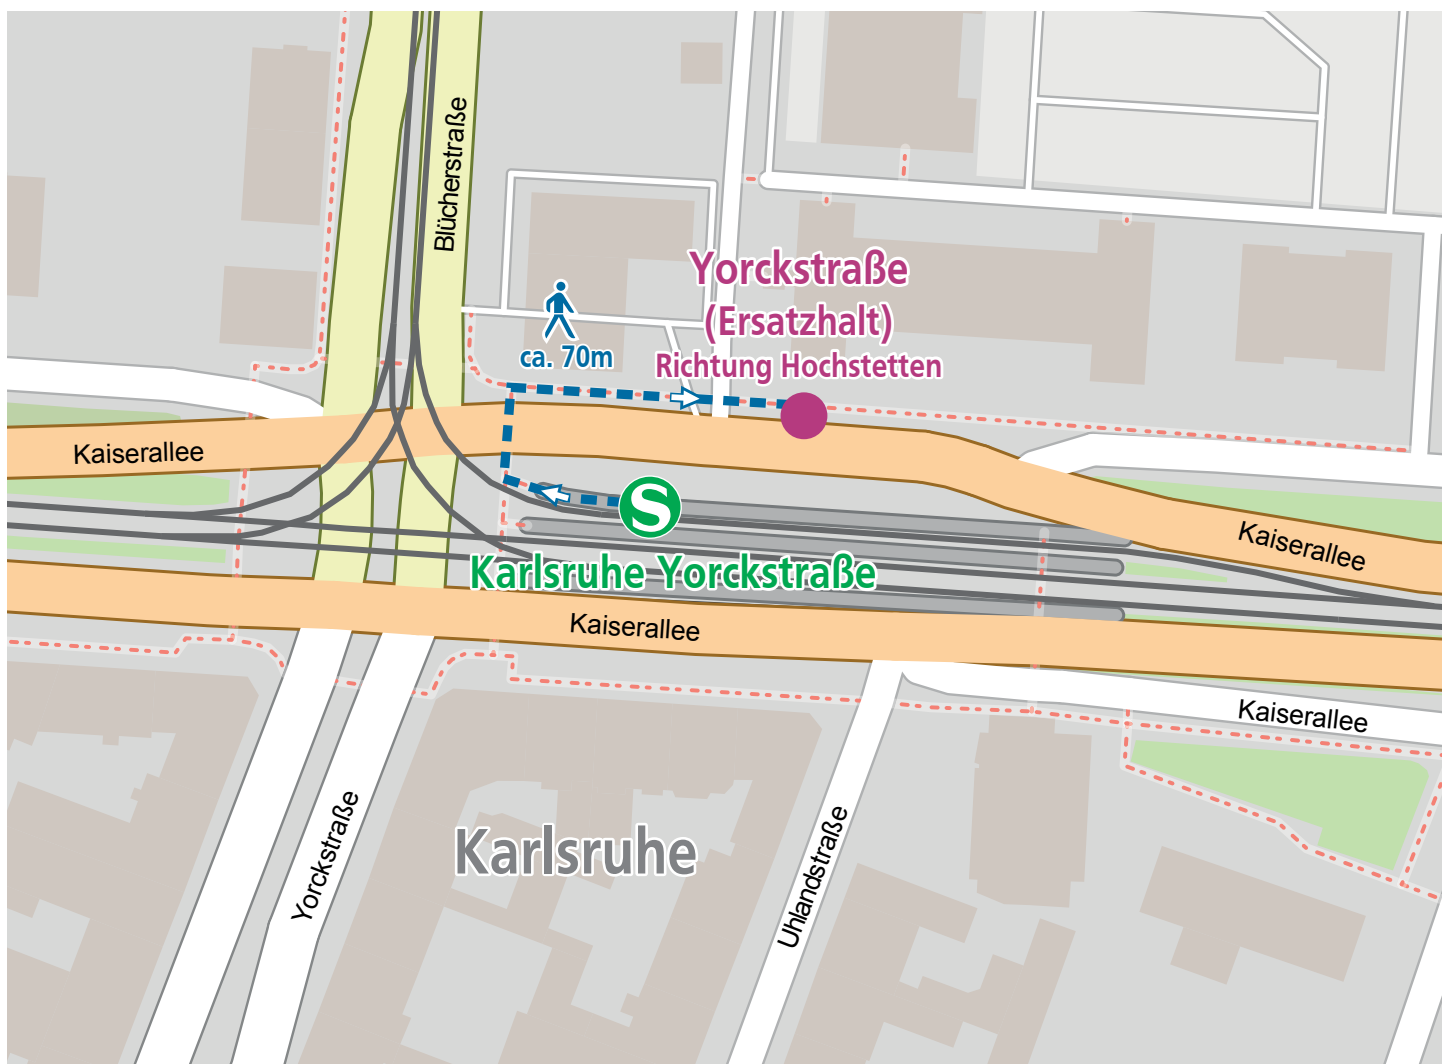 Blücherstraße
Yorckstraße
(Ersatzhalt)
Richtung Hochstetten
ca. 70m
Kaiserallee
S
Kaiserallee
Karlsruhe Yorckstraße
Kaiserallee
Kaiserallee
Yorckstraße
Karlsruhe
Uhlandstraße